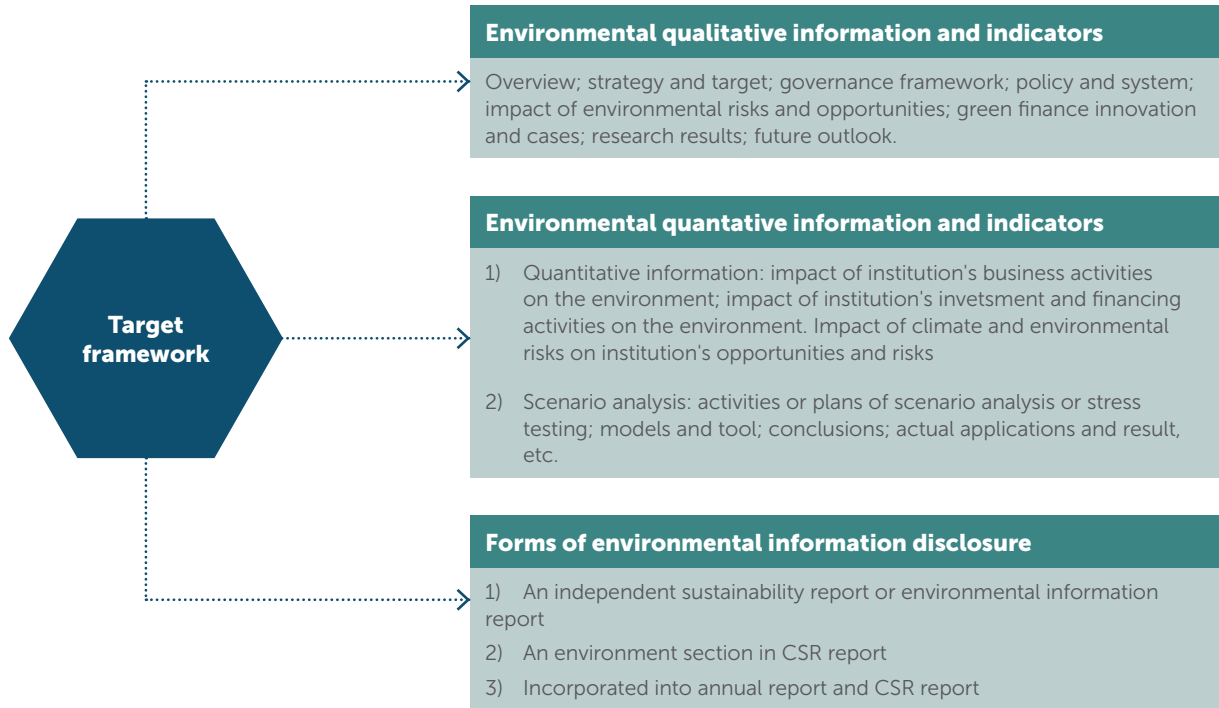 Environmental qualitative information and indicators
Overview; strategy and target; governance framework; policy and system;
impact of environmental risks and opportunities; green finance innovation
and cases; research results; future outlook.
Target
framework
Environmental quantative information and indicators
1) Quantitative information: impact of institution's business activities
on the environment; impact of institution's invetsment and financing
activities on the environment. Impact of climate and environmental
risks on institution's opportunities and risks
2) Scenario analysis: activities or plans of scenario analysis or stress
testing; models and tool; conclusions; actual applications and result,
etc.
Forms of environmental information disclosure
1) An independent sustainability report or environmental information
report
2) An environment section in CSR report
3) Incorporated into annual report and CSR report